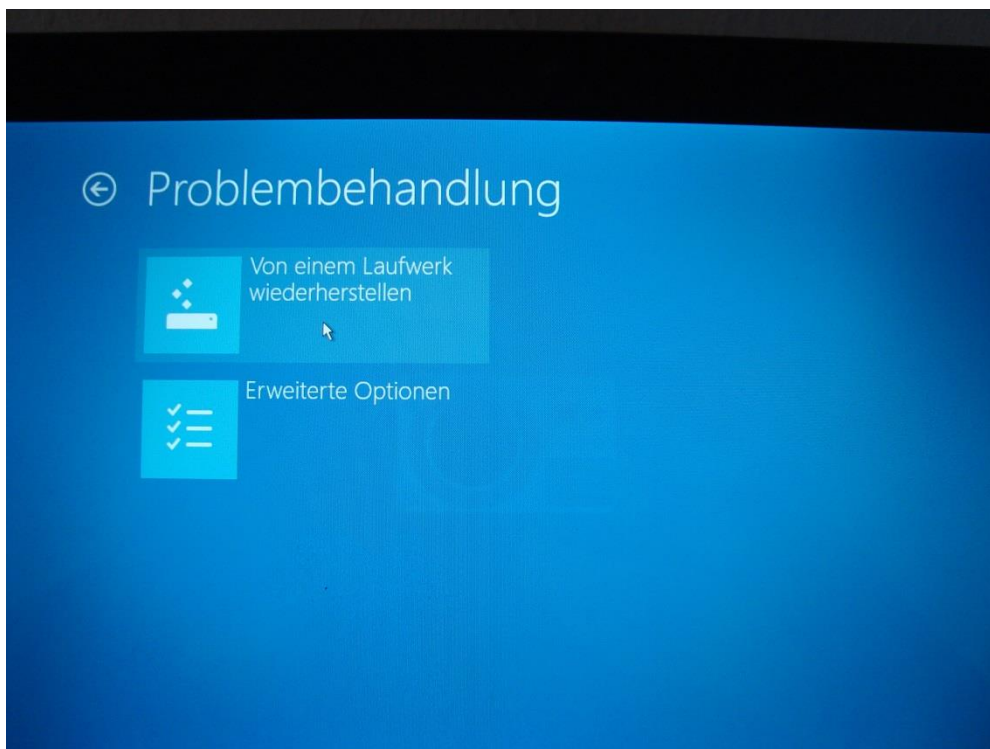 Problembehandlung
Von einem Laufwerk
wiederherstellen
Erweiterte Optionen